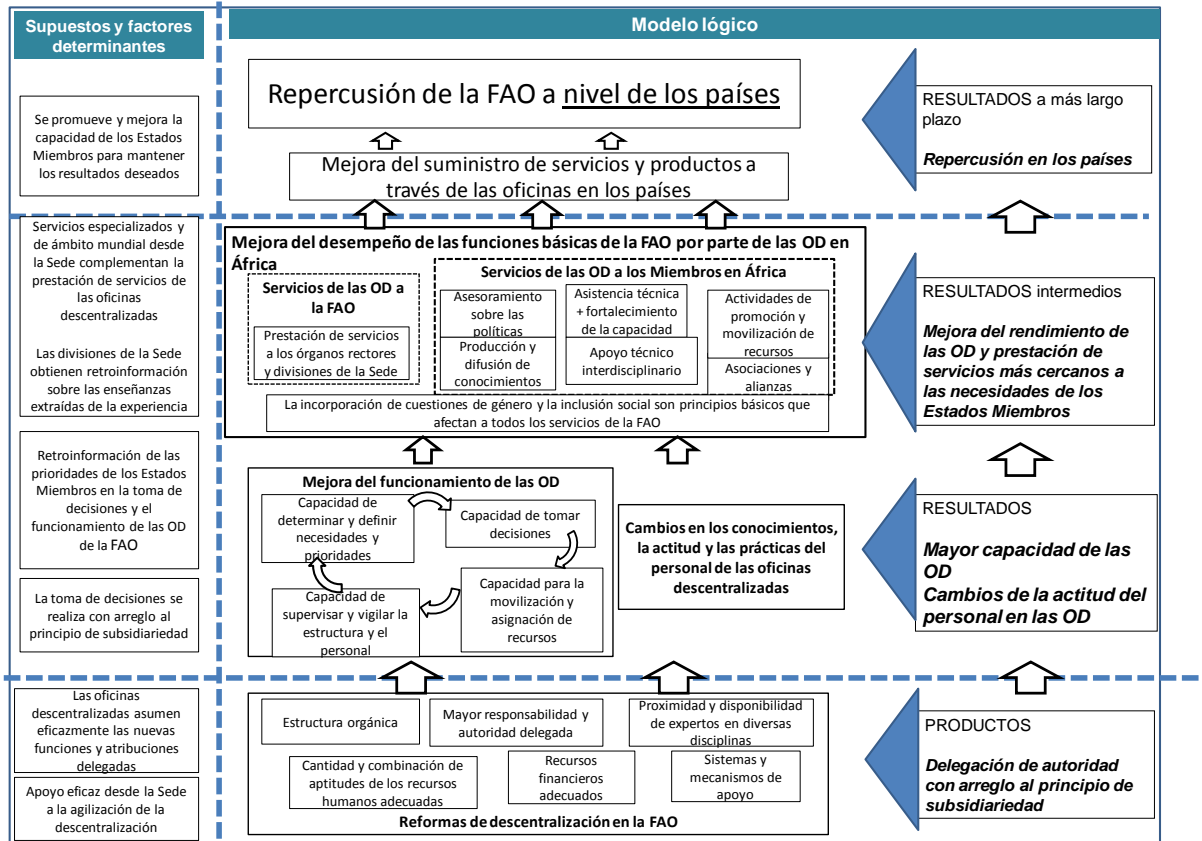 Supuestos y factores
determinantes
Modelo lógico
Se promueve y mejora la
capacidad de los Estados
Miembros para mantener
los resultados deseados
Repercusión de la FAO a nivel de los países
Mejora del suministro de servicios y productos a
través de las oficinas en los países
RESULTADOS a más largo
plazo
Repercusión en los países
Servicios especializados y
de ámbito mundial desde
la Sede complementan la
prestación de servicios de
las oficinas
descentralizadas
Las divisiones de la Sede
obtienen retroinformación
sobre las enseñanzas
extraídas de la experiencia
Mejora del desempeño de las funciones básicas de la FAO por parte de las OD en
África
Servicios de las OD a
la FAO
Prestación de servicios
a los órganos rectores
y divisiones de la Sede
Servicios de las OD a los Miembros en África
Asesoramiento
sobre las
políticas
Asistencia técnica
+ fortalecimiento
de la capacidad
Actividades de
promoción y
movilización de
recursos
Producción y
difusión de
conocimientos
Apoyo técnico
interdisciplinario
Asociaciones y
alianzas
La incorporación de cuestiones de género y la inclusión social son principios básicos que
afectan a todos los servicios de la FAO
RESULTADOS intermedios
Mejora del rendimiento de
las OD y prestación de
servicios más cercanos a
las necesidades de los
Estados Miembros
Retroinformación de las
prioridades de los Estados
Miembros en la toma de
decisiones y el
funcionamiento de las OD
de la FAO
La toma de decisiones se
realiza con arreglo al
principio de subsidiariedad
Mejora del funcionamiento de las OD
Capacidad de
determinar y definir
necesidades y
prioridades
Capacidad de tomar
decisiones
Capacidad de
supervisar y vigilar la
estructura y el
personal
Capacidad para la
movilización y
asignación de
recursos
Cambios en los conocimientos,
la actitud y las prácticas del
personal de las oficinas
descentralizadas
RESULTADOS
Mayor capacidad de las
OD
Cambios de la actitud del
personal en las OD
Las oficinas
descentralizadas asumen
eficazmente las nuevas
funciones y atribuciones
delegadas
Apoyo eficaz desde la Sede
a la agilización de la
descentralización
Estructura orgánica
Mayor responsabilidad y
autoridad delegada
Proximidad y disponibilidad
de expertos en diversas
disciplinas
Cantidad y combinación de
aptitudes de los recursos
humanos adecuadas
Recursos
financieros
adecuados
Sistemas y
mecanismos de
apoyo
Reformas de descentralización en la FAO
PRODUCTOS
Delegación de autoridad
con arreglo al principio de
subsidiariedad